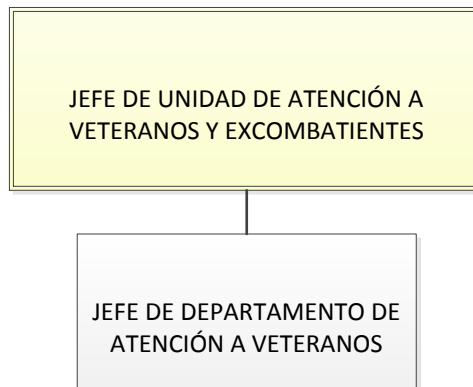 JEFE DE UNIDAD DE ATENCIÓN A
VETERANOS Y EXCOMBATIENTES
JEFE DE DEPARTAMENTO DE
ATENCIÓN A VETERANOS